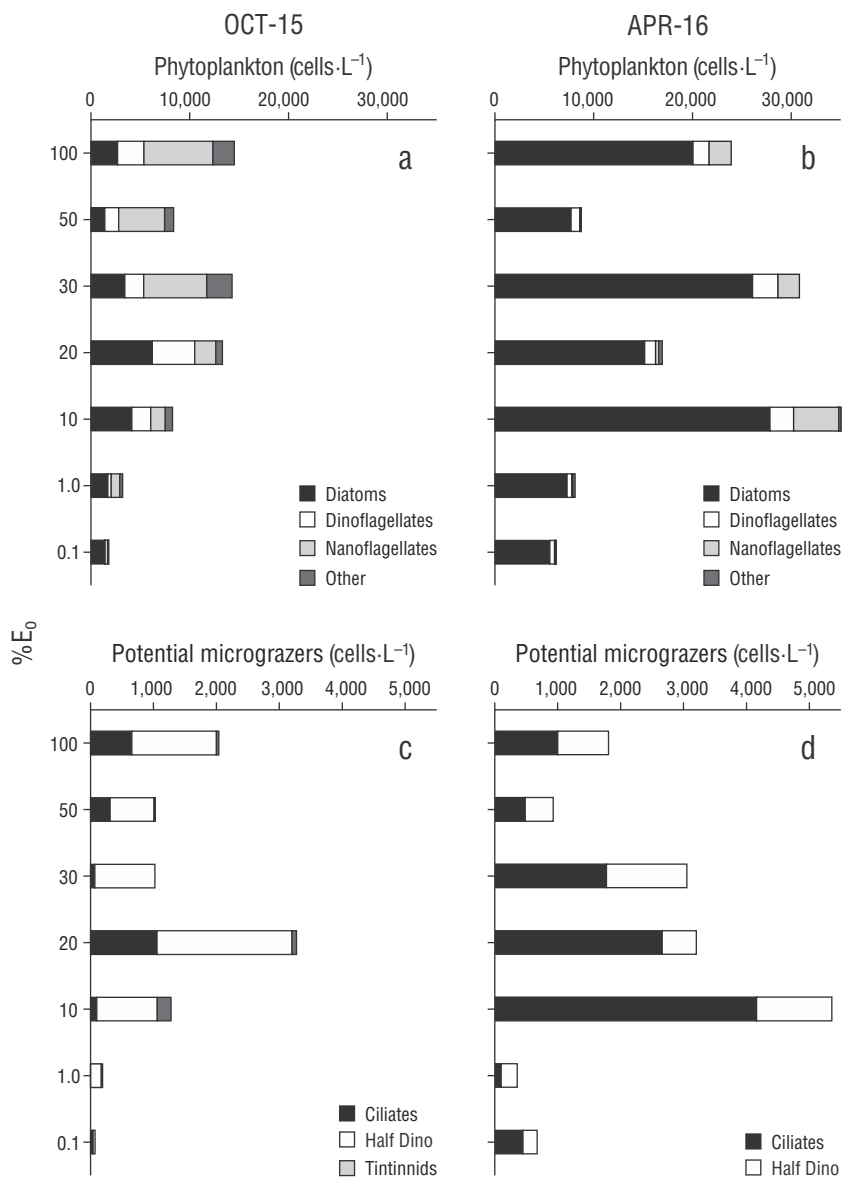 OCT-15
Phytoplankton (cells·L⁻¹)
0 10,000 20,000 30,000
100
50
30
20
10
1.0
0.1
a
Diatoms
Dinoflagellates
Nanoflagellates
Other
APR-16
Phytoplankton (cells·L⁻¹)
0 10,000 20,000 30,000
b
Diatoms
Dinoflagellates
Nanoflagellates
Other
%E₀
Potential micrograzers (cells·L⁻¹)
0 1,000 2,000 3,000 4,000 5,000
100
50
30
20
10
1.0
0.1
c
Ciliates
Half Dino
Tintinnids
Potential micrograzers (cells·L⁻¹)
0 1,000 2,000 3,000 4,000 5,000
d
Ciliates
Half Dino